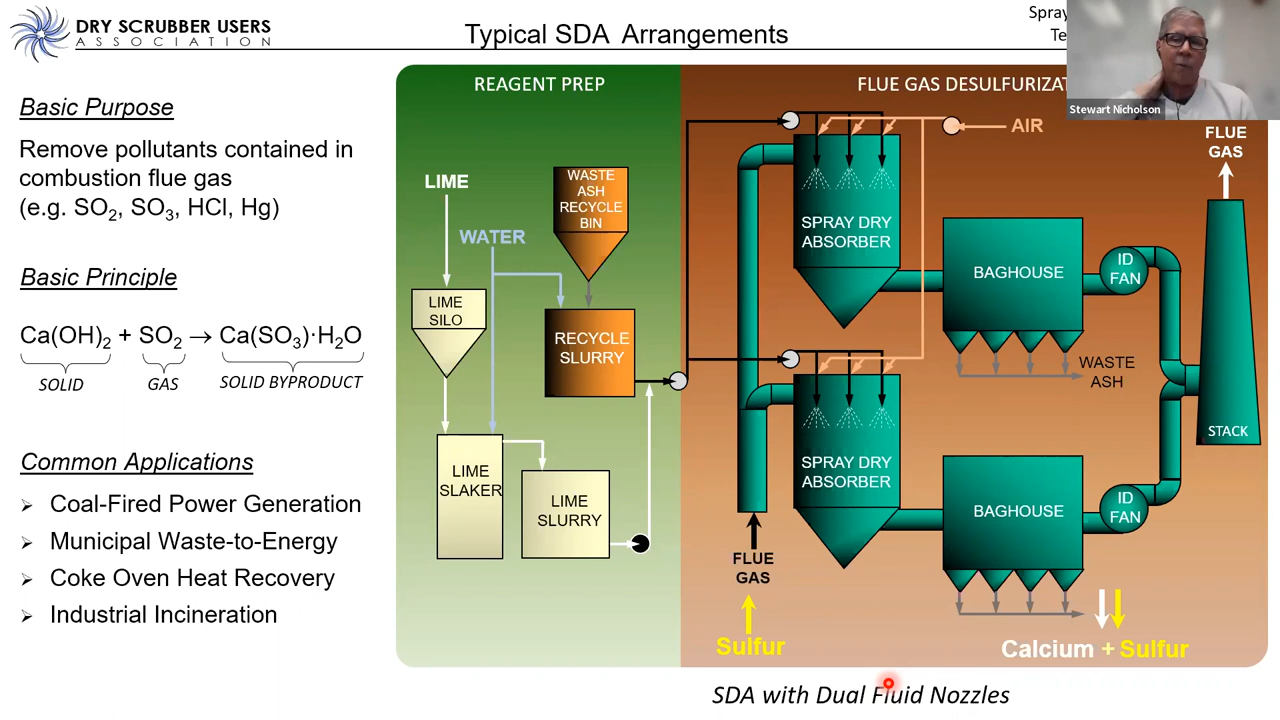 DRY SCRUBBER USERS
ASSOCIATION
Typical SDA Arrangements
Spray
Te
Stewart Nicholson
Basic Purpose
Remove pollutants contained in
combustion flue gas
(e.g. SO₂, SO₃, HCl, Hg)
Basic Principle
Ca(OH)₂ + SO₂ → Ca(SO₃)·H₂O
SOLID
GAS
SOLID BYPRODUCT
Common Applications
➢ Coal-Fired Power Generation
➢ Municipal Waste-to-Energy
➢ Coke Oven Heat Recovery
➢ Industrial Incineration
REAGENT PREP
LIME
WATER
WASTE
ASH
RECYCLE
BIN
LIME
SILO
RECYCLE
SLURRY
LIME
SLAKER
LIME
SLURRY
FLUE GAS DESULFURIZAT
AIR
FLUE
GAS
SPRAY DRY
ABSORBER
BAGHOUSE
ID
FAN
WASTE
ASH
STACK
SPRAY DRY
ABSORBER
BAGHOUSE
ID
FAN
FLUE
GAS
Sulfur
Calcium + Sulfur
SDA with Dual Fluid Nozzles